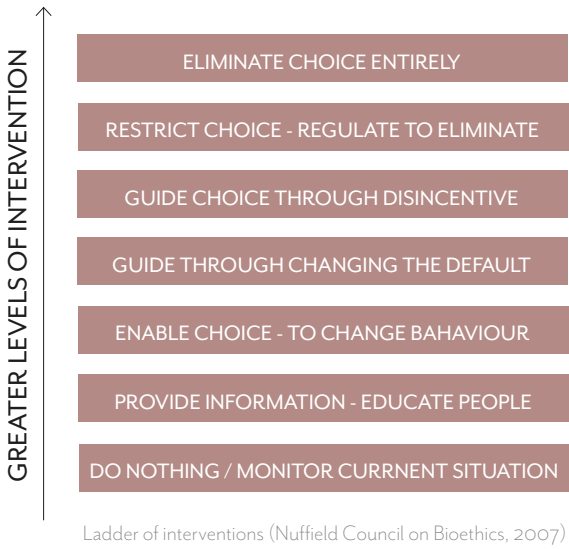 GREATER LEVELS OF INTERVENTION
ELIMINATE CHOICE ENTIRELY
RESTRICT CHOICE - REGULATE TO ELIMINATE
GUIDE CHOICE THROUGH DISINCENTIVE
GUIDE THROUGH CHANGING THE DEFAULT
ENABLE CHOICE - TO CHANGE BAHAVIOUR
PROVIDE INFORMATION - EDUCATE PEOPLE
DO NOTHING / MONITOR CURRNENT SITUATION
Ladder of interventions (Nuffield Council on Bioethics, 2007)